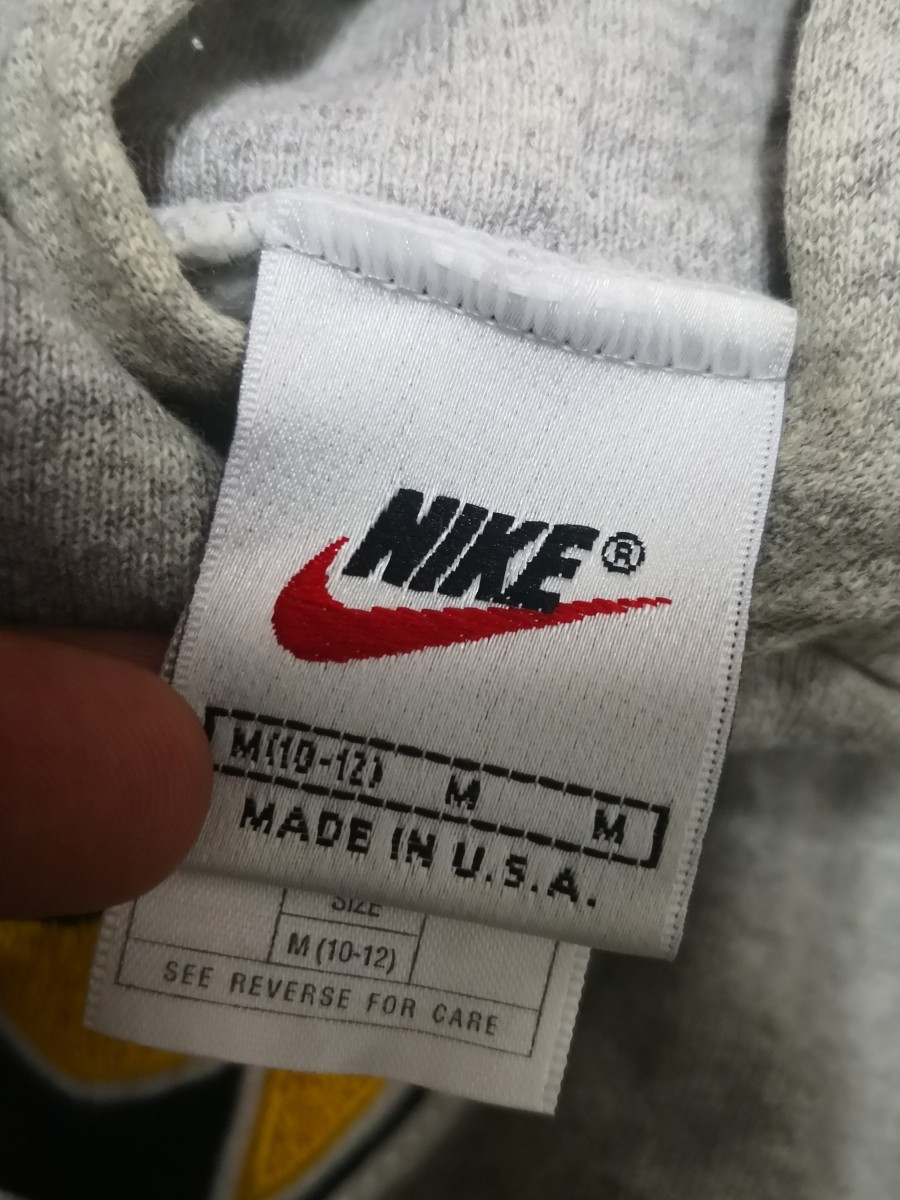 NIKE®
M(10-12) M M
MADE IN U.S.A.
SIZE
M (10-12)
SEE REVERSE FOR CARE